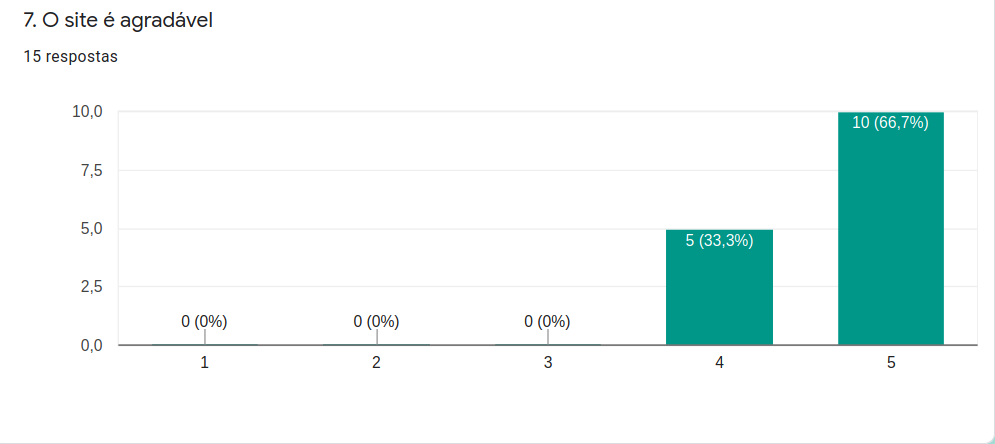 7. O site é agradável
15 respostas
10,0
10 (66,7%)
7,5
5,0
5 (33,3%)
2,5
0 (0%) 0 (0%) 0 (0%)
0,0
1 2 3 4 5